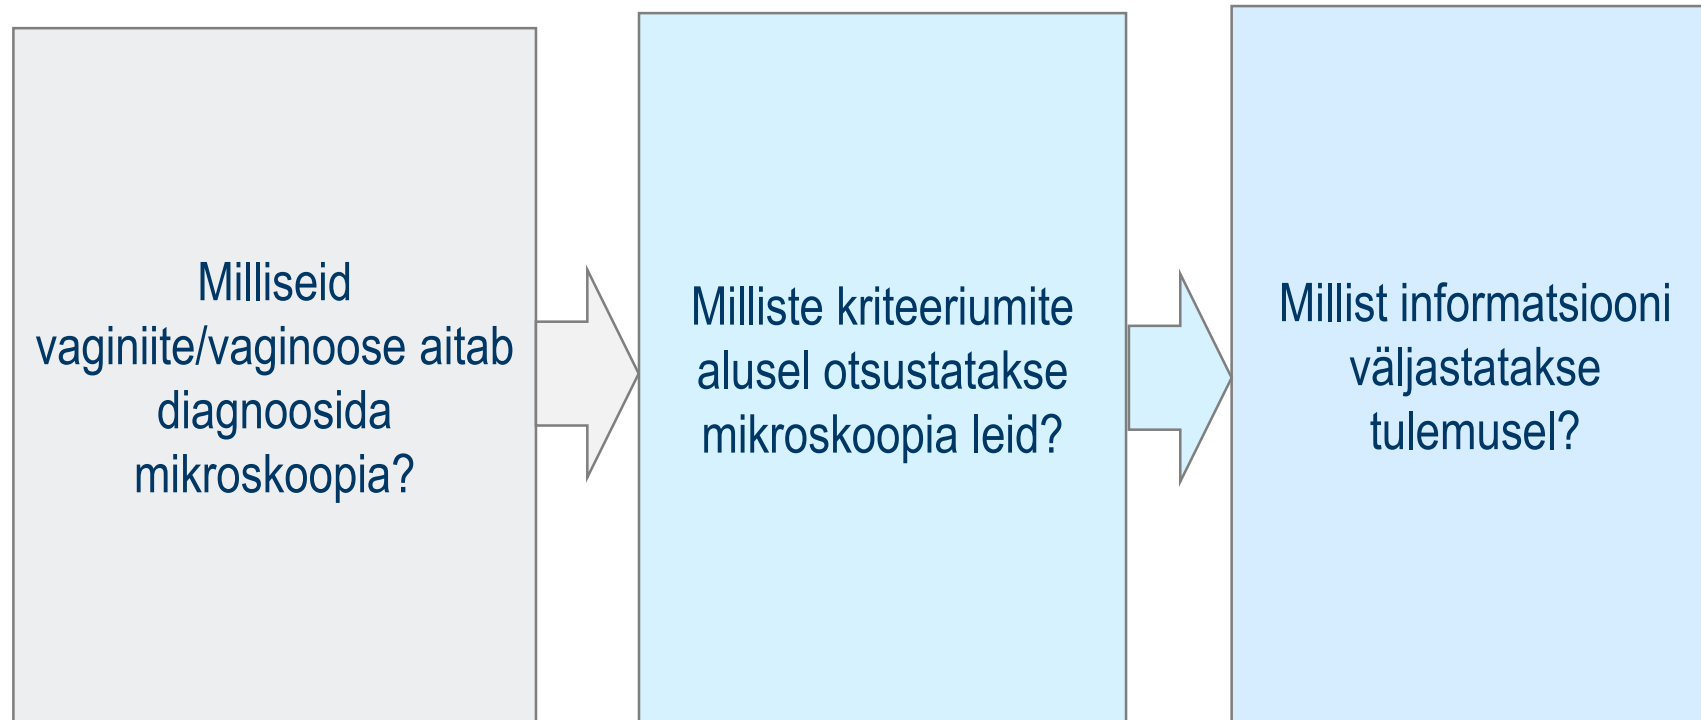 Milliseid
vaginiite/vaginoose aitab
diagnoosida
mikroskoopia?
Milliste kriteeriumite
alusel otsustatakse
mikroskoopia leid?
Millist informatsiooni
väljastatakse
tulemusel?